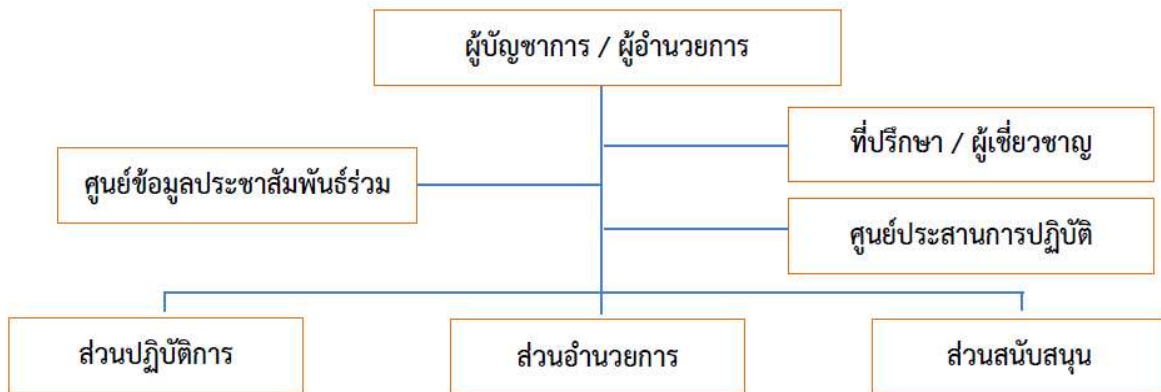 ผู้บัญชาการ / ผู้อำนวยการ
ที่ปรึกษา / ผู้เชี่ยวชาญ
ศูนย์ข้อมูลประชาสัมพันธ์ร่วม
ศูนย์ประสานการปฏิบัติ
ส่วนปฏิบัติการ
ส่วนอำนวยการ
ส่วนสนับสนุน